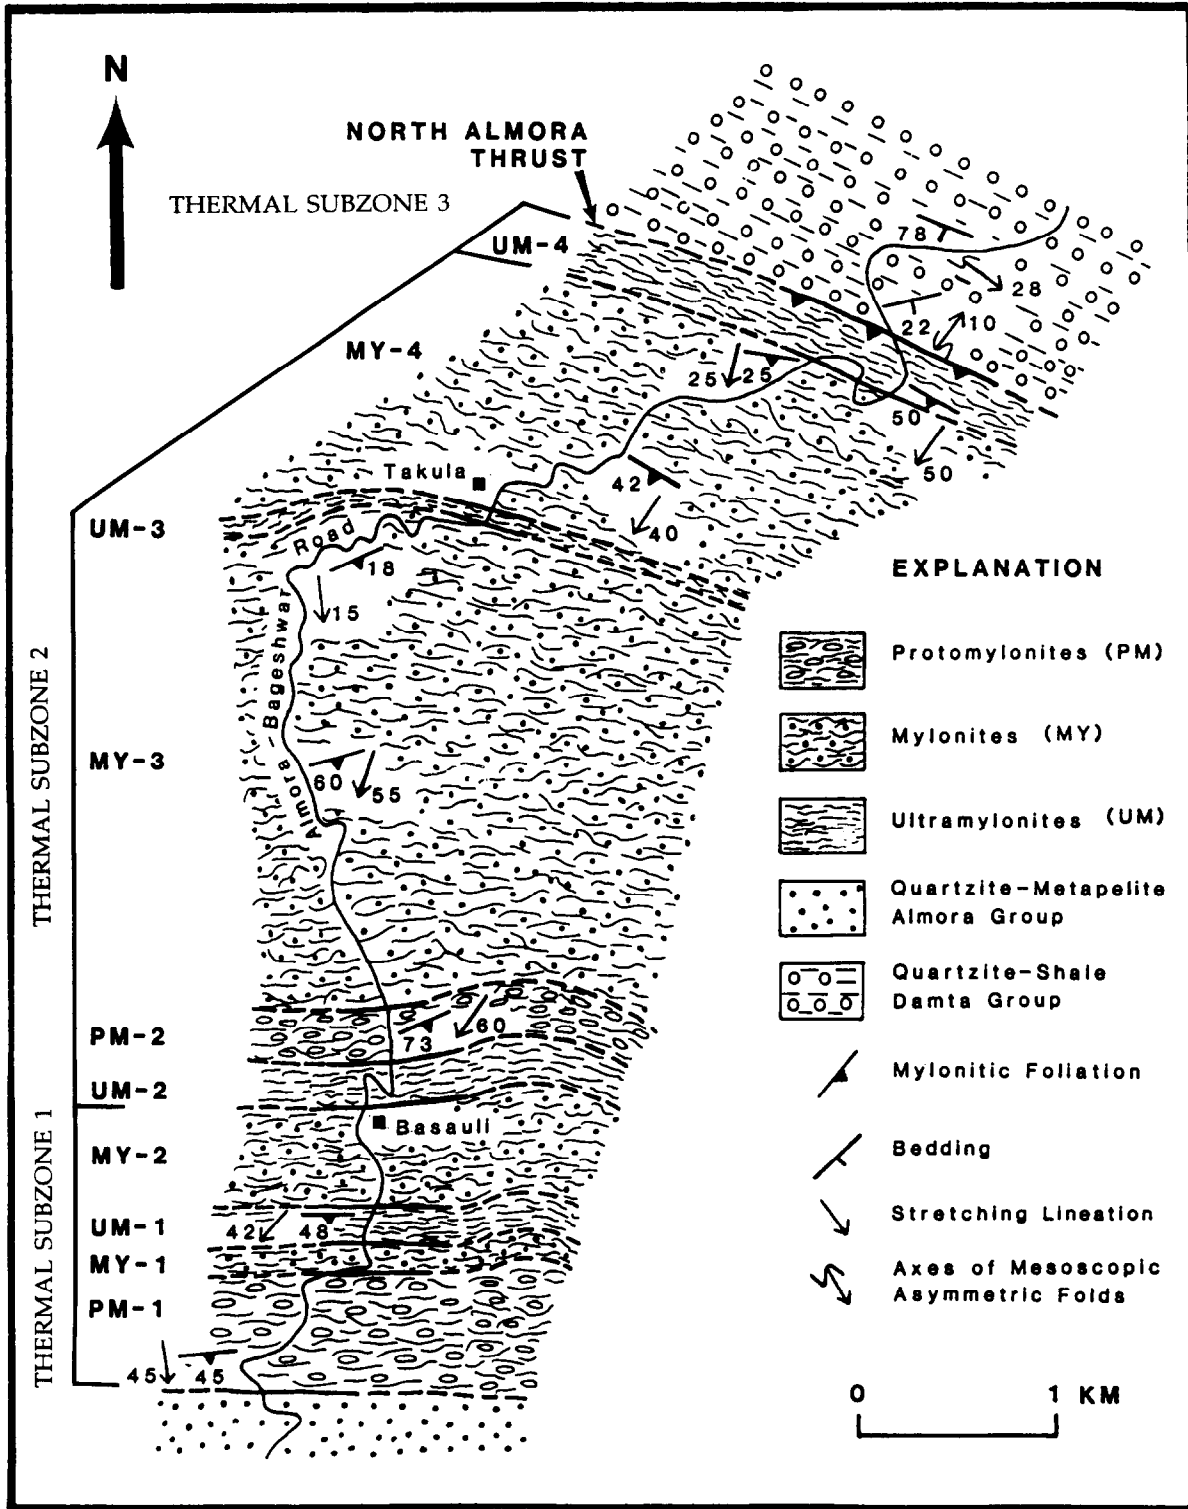 N
NORTH ALMORA
THRUST
THERMAL SUBZONE 3
UM-4
78
28
22
10
MY-4
25
25
50
50
Takula
42
40
UM-3
Road
18
15
EXPLANATION
Almora - Bageshwar
Protomylonites (PM)
Mylonites (MY)
THERMAL SUBZONE 2
MY-3
60
55
Ultramylonites (UM)
Quartzite-Metapelite
Almora Group
Quartzite-Shale
Damta Group
PM-2
60
73
UM-2
Mylonitic Foliation
Basauli
THERMAL SUBZONE 1
MY-2
Bedding
UM-1
42
48
Stretching Lineation
MY-1
Axes of Mesoscopic
Asymmetric Folds
PM-1
45
45
0
1 KM